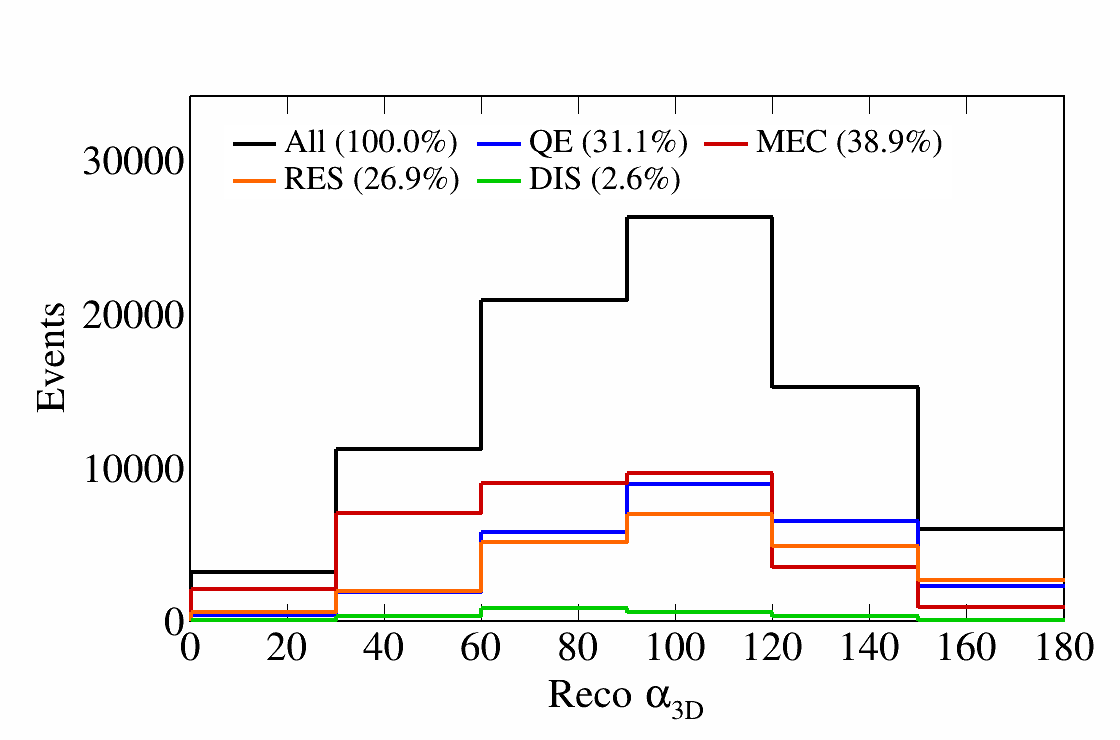 All (100.0%) QE (31.1%) MEC (38.9%)
RES (26.9%) DIS (2.6%)
30000
20000
10000
0
Events
0 20 40 60 80 100 120 140 160 180
Reco α3D